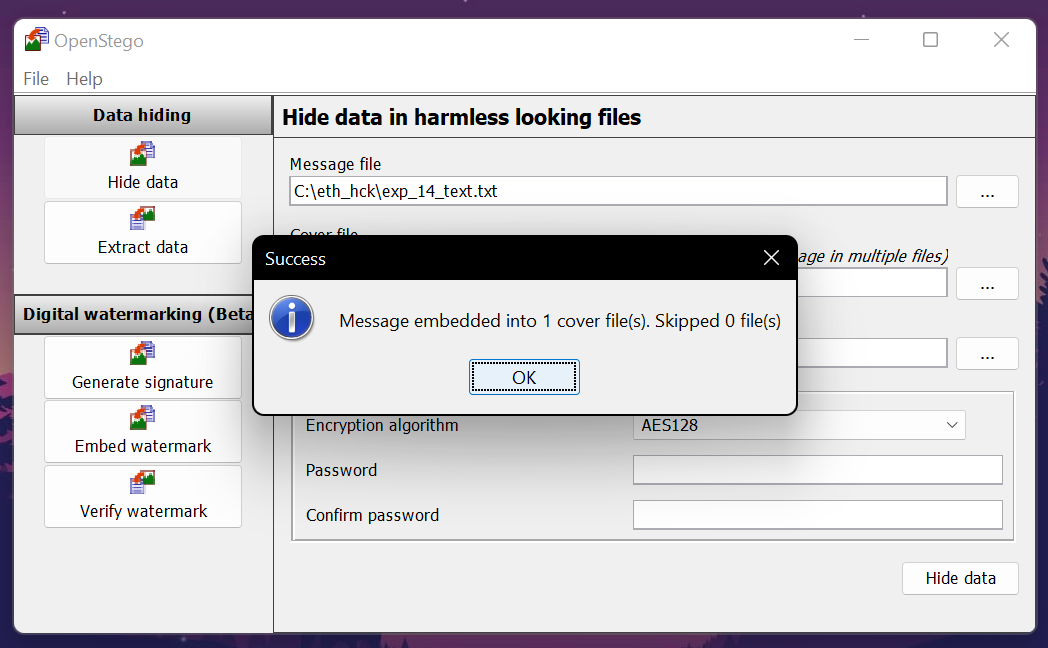 OpenStego
File Help
Data hiding
Hide data
Extract data
Digital watermarking (Beta
Generate signature
Embed watermark
Verify watermark
Hide data in harmless looking files
Message file
C:\eth_hck\exp_14_text.txt
...
Cover file
age in multiple files)
...
...
Success
Message embedded into 1 cover file(s). Skipped 0 file(s)
OK
Encryption algorithm
AES128
Password
Confirm password
Hide data